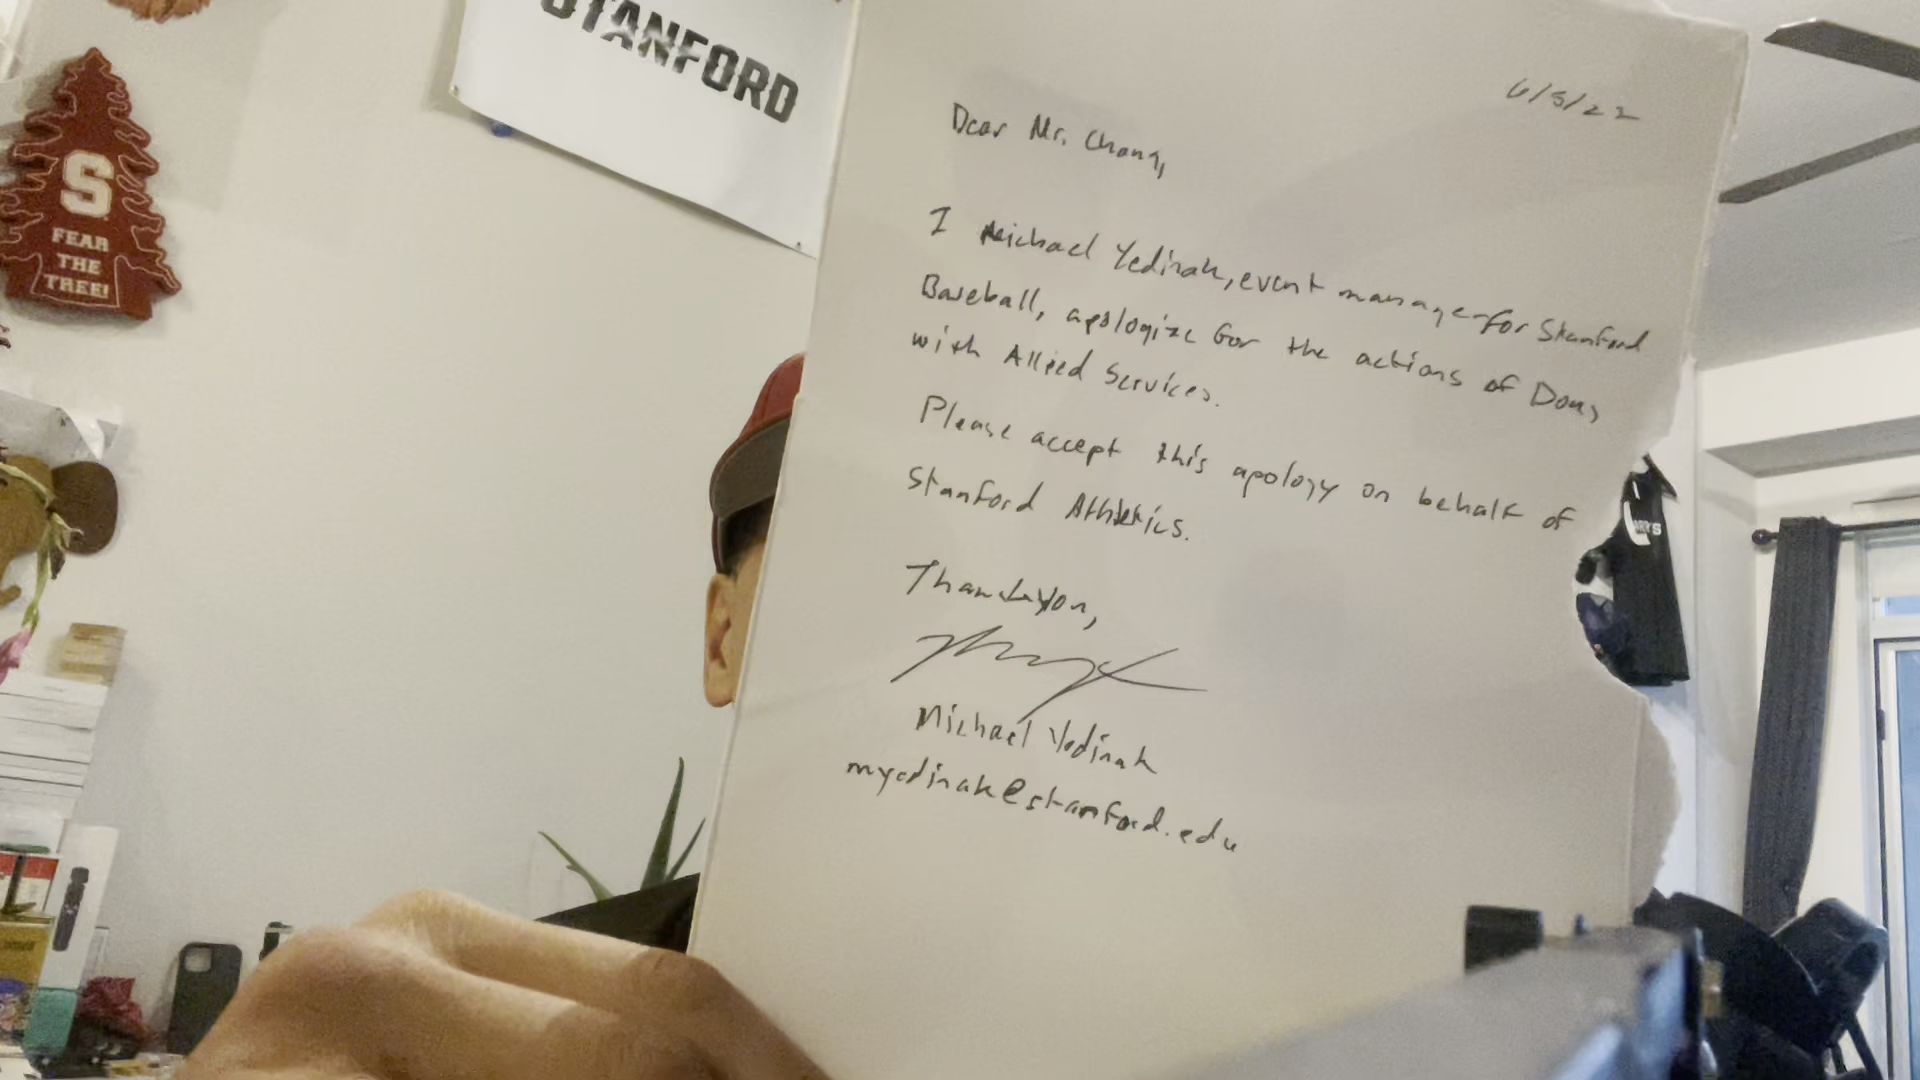 STANFORD
S
FEAR
THE
TREE!
6/5/22
Dear Mr. Chang,
I Michael Yedinak, event manager for Stanford
Baseball, apologize for the actions of Doug
with Allied Services.
Please accept this apology on behalf of
Stanford Athletics.
Thank you,
Michael Yedinak
myedinak@stanford.edu